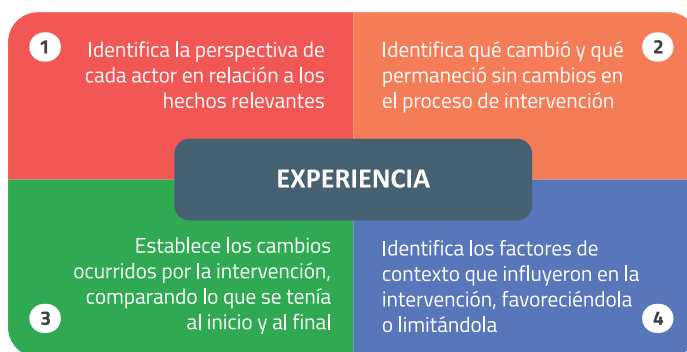 1
Identifica la perspectiva de
cada actor en relación a los
hechos relevantes
Identifica qué cambió y qué
permaneció sin cambios en
el proceso de intervención
2
EXPERIENCIA
Establece los cambios
ocurridos por la intervención,
comparando lo que se tenía
al inicio y al final
3
Identifica los factores de
contexto que influyeron en la
intervención, favoreciéndola
o limitándola
4